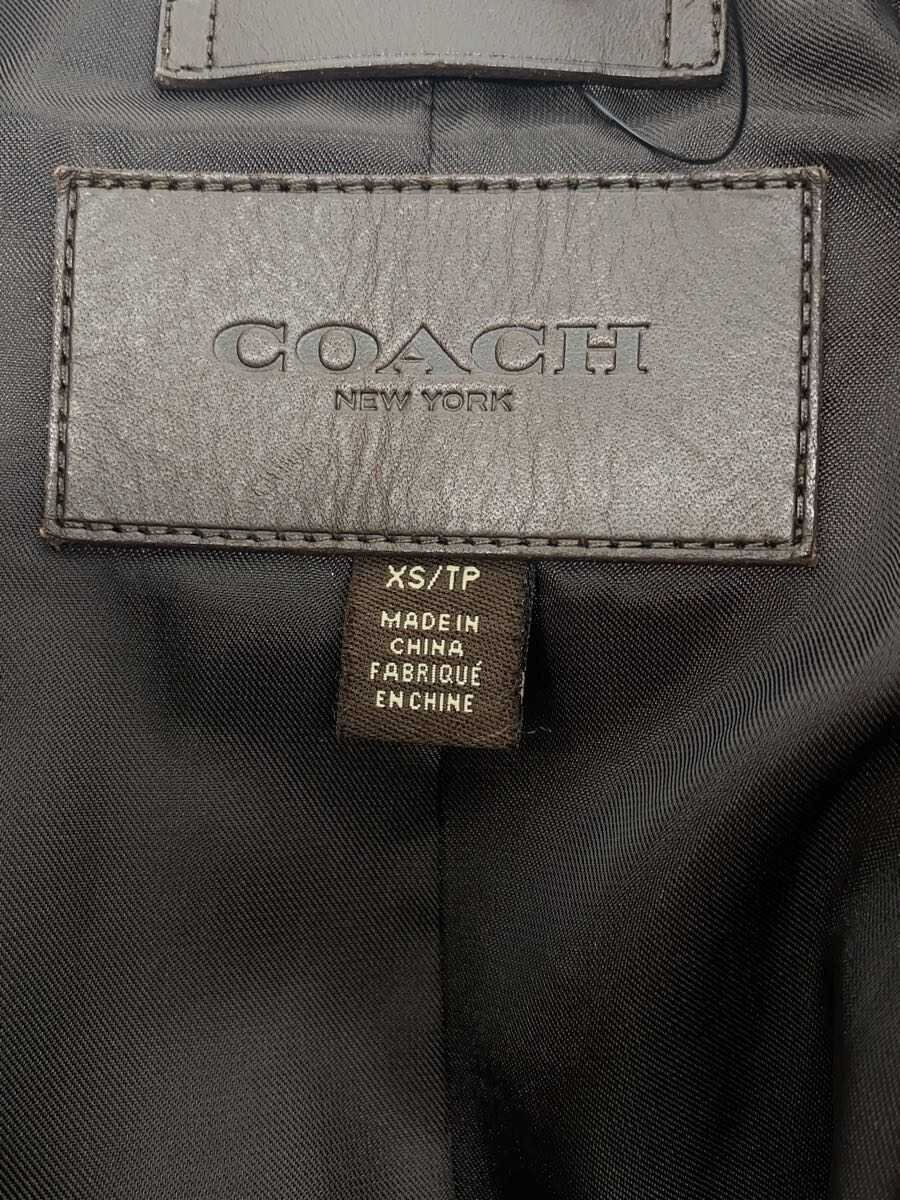 COACH
NEW YORK
XS/TP
MADE IN
CHINA
FABRIQUÉ
EN CHINE